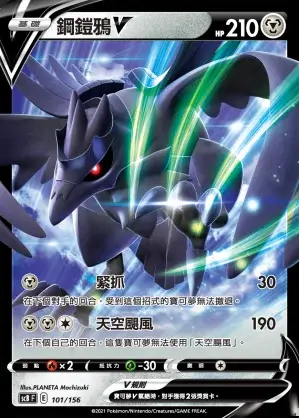 基礎 鋼鎧鴉V HP 210
緊抓 30
在下個對手的回合,受到這個招式的寶可夢無法撤退。
天空颶風 190
在下個自己的回合,這隻寶可夢無法使用「天空颶風」。
弱點 ×2 抵抗力 -30 撤退
Illus. PLANETA Mochizuki
V規則
scB F E 101/156
寶可夢V【氣絕】時,對手獲得2張獎賞卡。
©2021 Pokémon/Nintendo/Creatures/GAME FREAK.